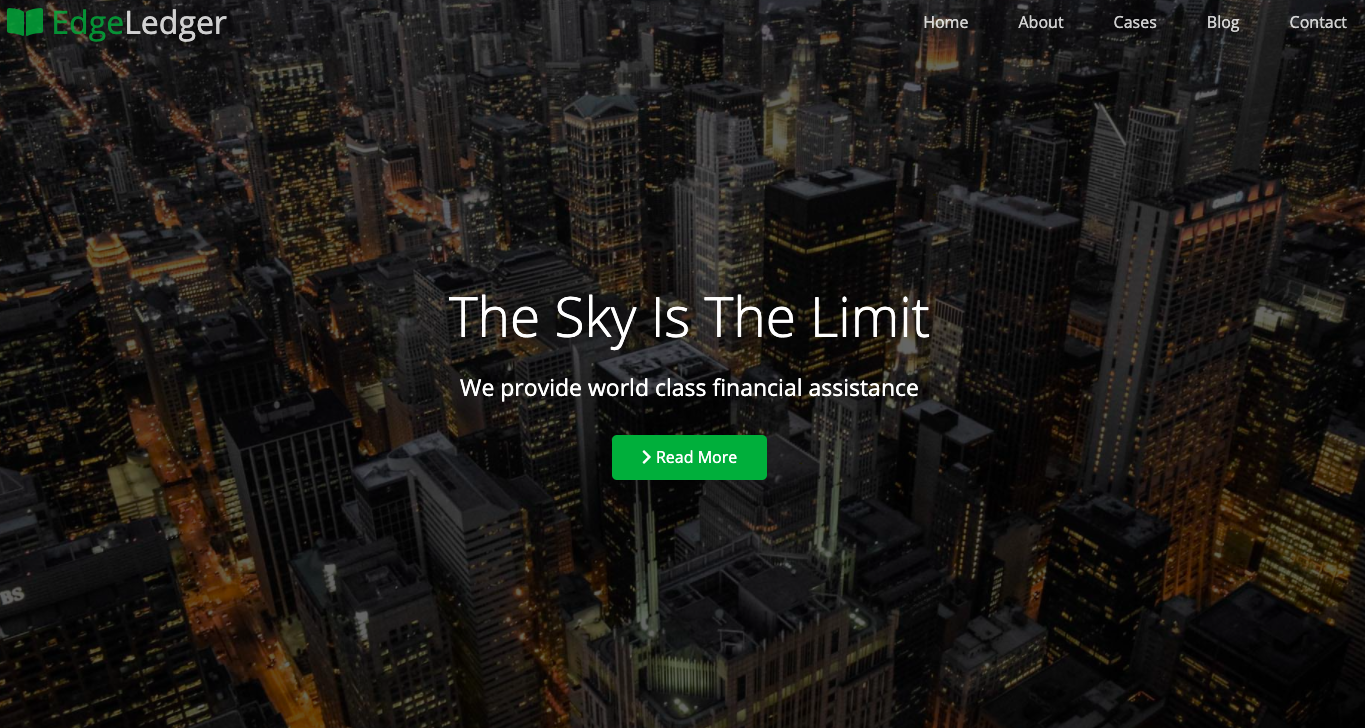 EdgeLedger
Home About Cases Blog Contact
The Sky Is The Limit
We provide world class financial assistance
Read More
BS